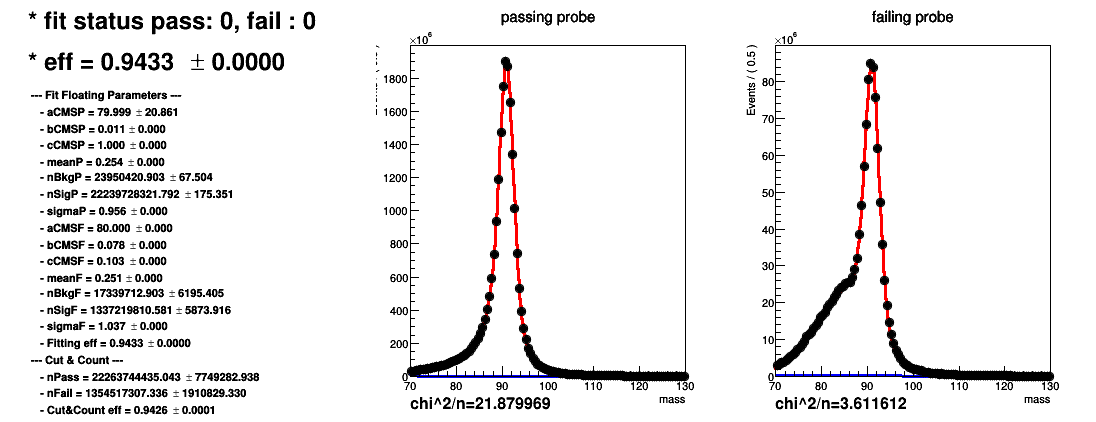 * fit status pass: 0, fail : 0
* eff = 0.9433 ± 0.0000
--- Fit Floating Parameters ---
- aCMSP = 79.999 ± 20.861
- bCMSP = 0.011 ± 0.000
- cCMSP = 1.000 ± 0.000
- meanP = 0.254 ± 0.000
- nBkgP = 23950420.903 ± 67.504
- nSigP = 22239728321.792 ± 175.351
- sigmaP = 0.956 ± 0.000
- aCMSF = 80.000 ± 0.000
- bCMSF = 0.078 ± 0.000
- cCMSF = 0.103 ± 0.000
- meanF = 0.251 ± 0.000
- nBkgF = 17339712.903 ± 6195.405
- nSigF = 1337219810.581 ± 5873.916
- sigmaF = 1.037 ± 0.000
- Fitting eff = 0.9433 ± 0.0000
--- Cut & Count ---
- nPass = 22263744435.043 ± 7749282.938
- nFail = 1354517307.336 ± 1910829.330
- Cut&Count eff = 0.9426 ± 0.0001
passing probe
×10⁶
1800
1600
1400
1200
1000
800
600
400
200
0
70 80 90 100 110 120 130
mass
chi^2/n=21.879969
failing probe
×10⁶
Events / ( 0.5 )
80
70
60
50
40
30
20
10
0
70 80 90 100 110 120 130
mass
chi^2/n=3.611612